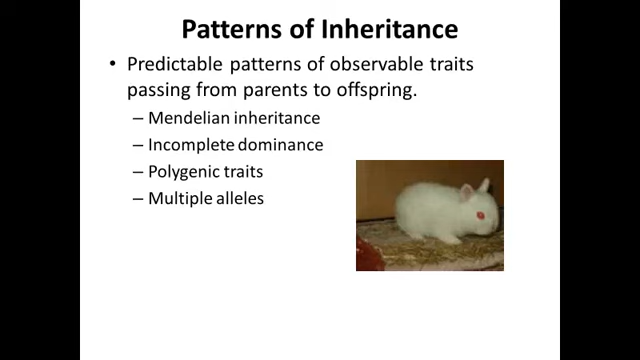 Patterns of Inheritance
• Predictable patterns of observable traits
passing from parents to offspring.
– Mendelian inheritance
– Incomplete dominance
– Polygenic traits
– Multiple alleles